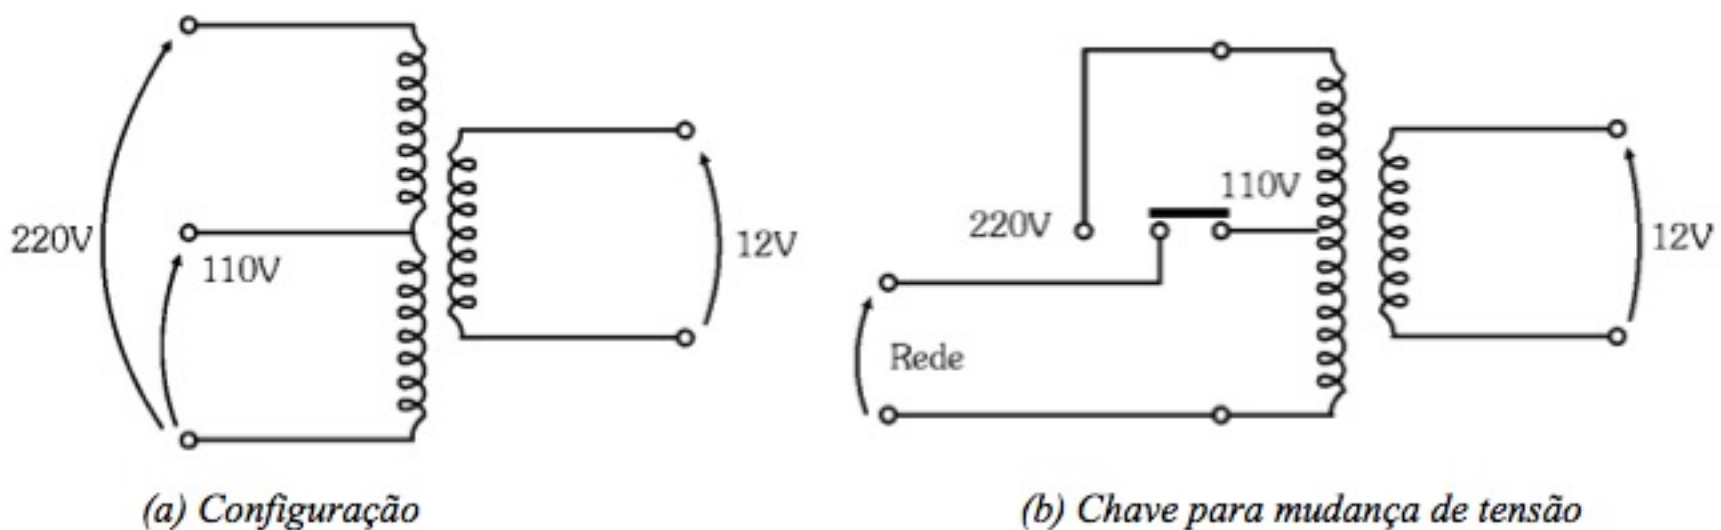 220V
110V
12V
(a) Configuração
220V
110V
Rede
12V
(b) Chave para mudança de tensão